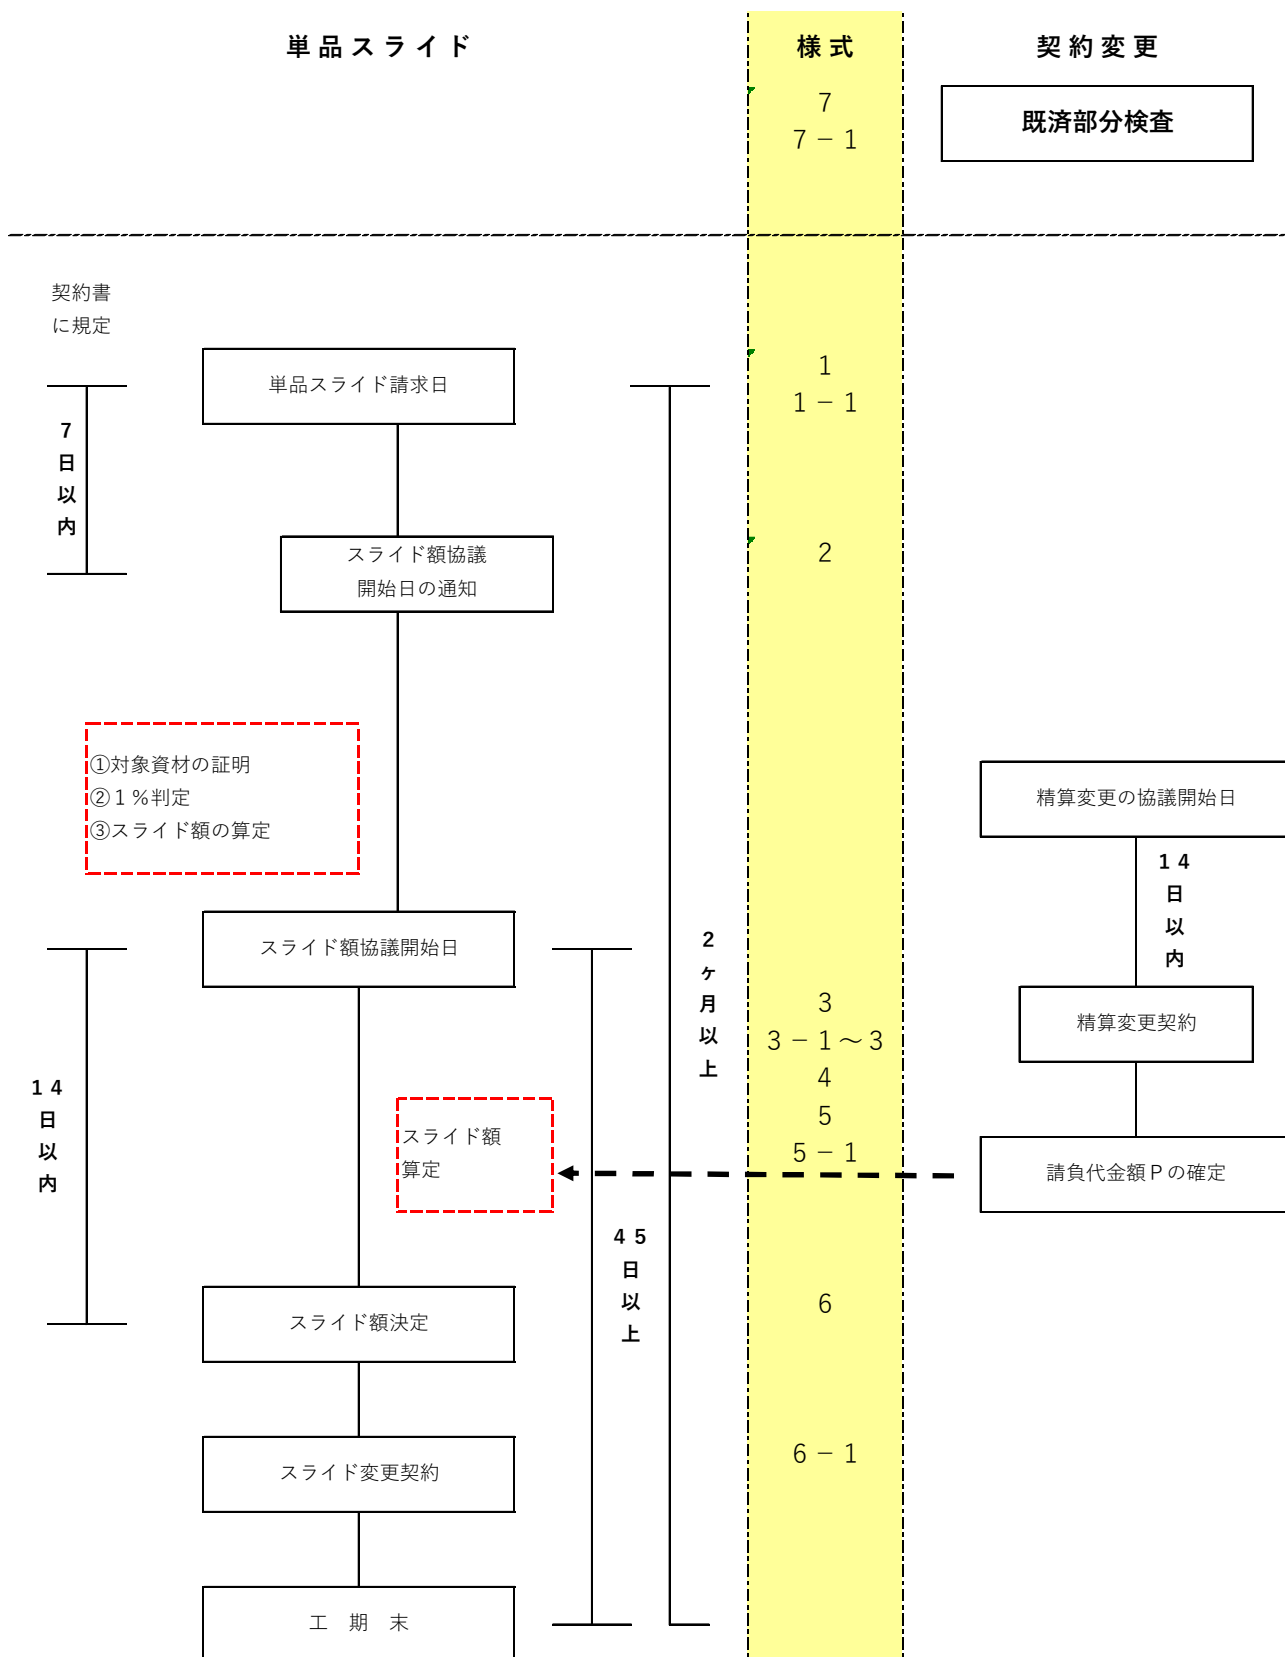 単品スライド
様式
契約変更
7
7－1
既済部分検査
契約書
に規定
単品スライド請求日
1
1－1
7日以内
スライド額協議
開始日の通知
2
①対象資材の証明
②１％判定
③スライド額の算定
精算変更の協議開始日
14日以内
スライド額協議開始日
2ヶ月以上
3
3－1～3
4
5
5－1
精算変更契約
14日以内
スライド額
算定
請負代金額Ｐの確定
45日以上
スライド額決定
6
スライド変更契約
6－1
工　期　末